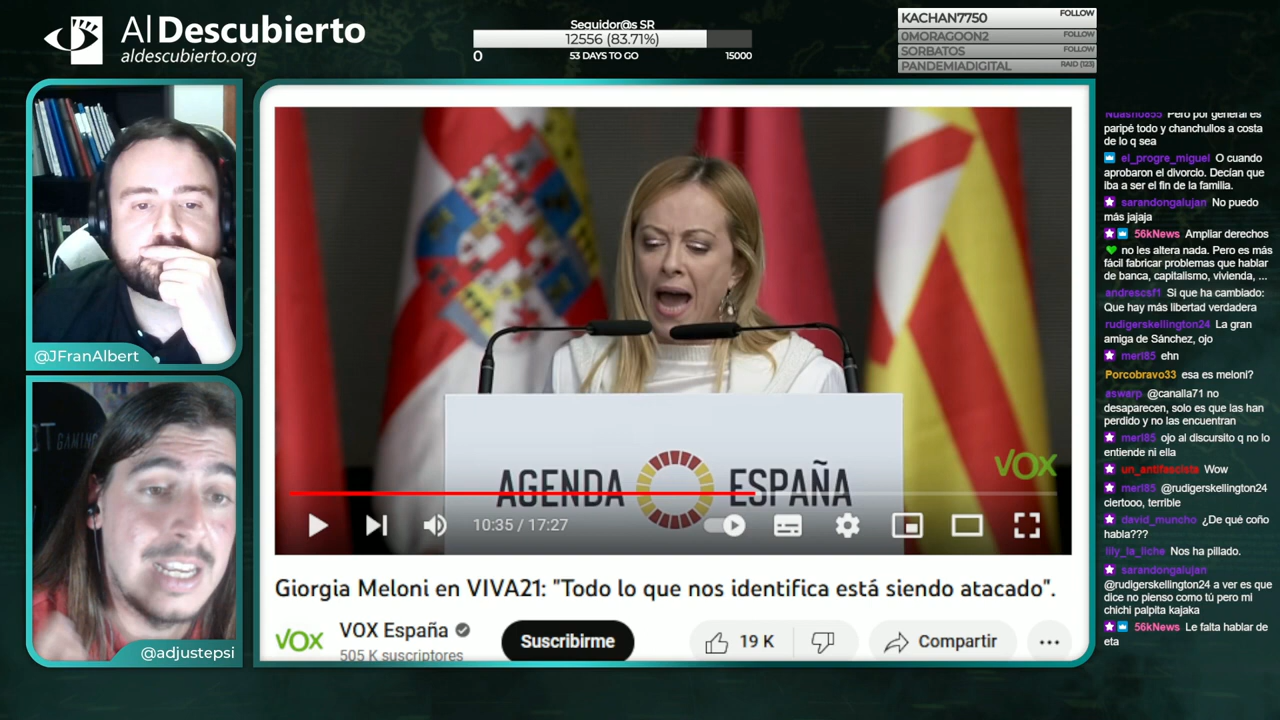 Al Descubierto
aldescubierto.org
Seguidor@s SR
12556 (83.71%)
0
53 DAYS TO GO
15000
KACHAN7750 FOLLOW
0MORAGOON2 FOLLOW
SORBATOS FOLLOW
PANDEMIADIGITAL RAID (123)
@JFranAlbert
GAMING
@adjustepsi
VOX
AGENDA ESPAÑA
10:35 / 17:27
Giorgia Meloni en VIVA21: "Todo lo que nos identifica está siendo atacado".
VOX
VOX España
505 K suscriptores
Suscribirme
19 K
Compartir
Pero por general es
paripé todo y chanchullos a costa
de lo q sea
el_progre_miguel O cuando
aprobaron el divorcio. Decían que
iba a ser el fin de la familia.
sarandongalujan No puedo
más jajaja
56kNews Ampliar derechos
no les altera nada. Pero es más
fácil fabricar problemas que hablar
de banca, capitalismo, vivienda, ...
andrescsf1 Si que ha cambiado:
Que hay más libertad verdadera
rudigerskellington24 La gran
amiga de Sánchez, ojo
merl85 ehn
Porcobravo33 esa es meloni?
aswarp @canalla71 no
desaparecen, solo es que las han
perdido y no las encuentran
merl85 ojo al discursito q no lo
entiende ni ella
un_antifascista Wow
merl85 @rudigerskellington24
ciertooo, terrible
david_muncho ¿De qué coño
habla???
lily_la_liche Nos ha pillado.
sarandongalujan
@rudigerskellington24 a ver es que
dice no pienso como tú pero mi
chichi palpita kajaka
56kNews Le falta hablar de
eta